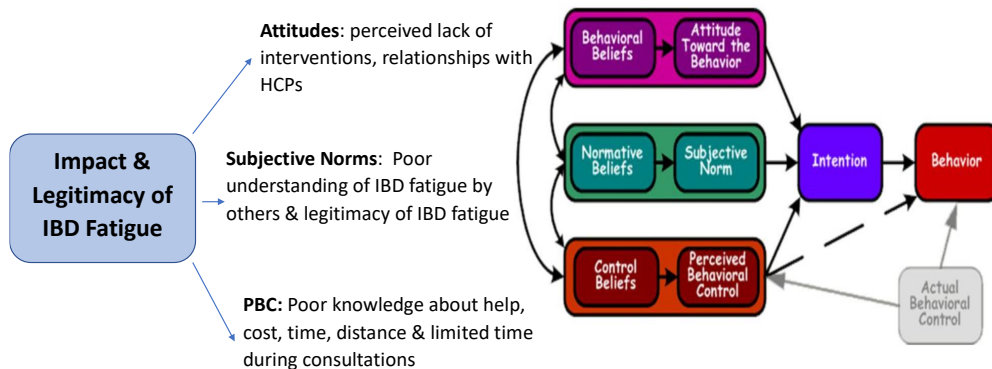 Attitudes: perceived lack of
interventions, relationships with
HCPs
Impact &
Legitimacy of
IBD Fatigue
Subjective Norms: Poor
understanding of IBD fatigue by
others & legitimacy of IBD fatigue
PBC: Poor knowledge about help,
cost, time, distance & limited time
during consultations
Behavioral
Beliefs
Attitude
Toward the
Behavior
Normative
Beliefs
Subjective
Norm
Intention
Behavior
Control
Beliefs
Perceived
Behavioral
Control
Actual
Behavioral
Control